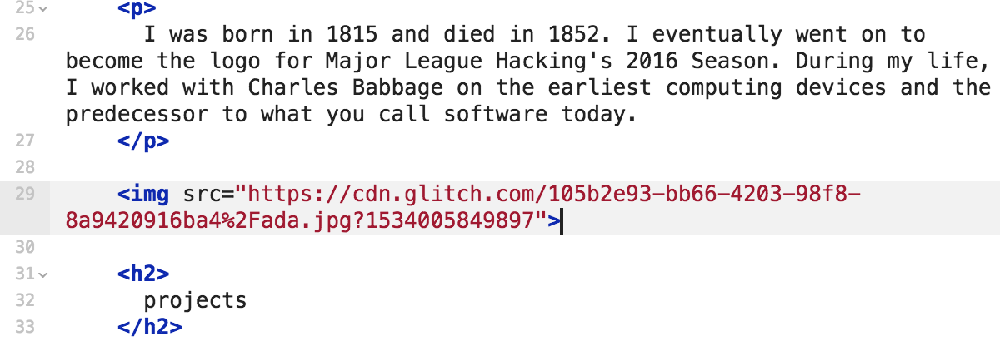 25 <p>
26 I was born in 1815 and died in 1852. I eventually went on to
become the logo for Major League Hacking's 2016 Season. During my life,
I worked with Charles Babbage on the earliest computing devices and the
predecessor to what you call software today.
27 </p>
28
29 <img src="https://cdn.glitch.com/105b2e93-bb66-4203-98f8-
8a9420916ba4%2Fada.jpg?1534005849897">
30
31 <h2>
32 projects
33 </h2>